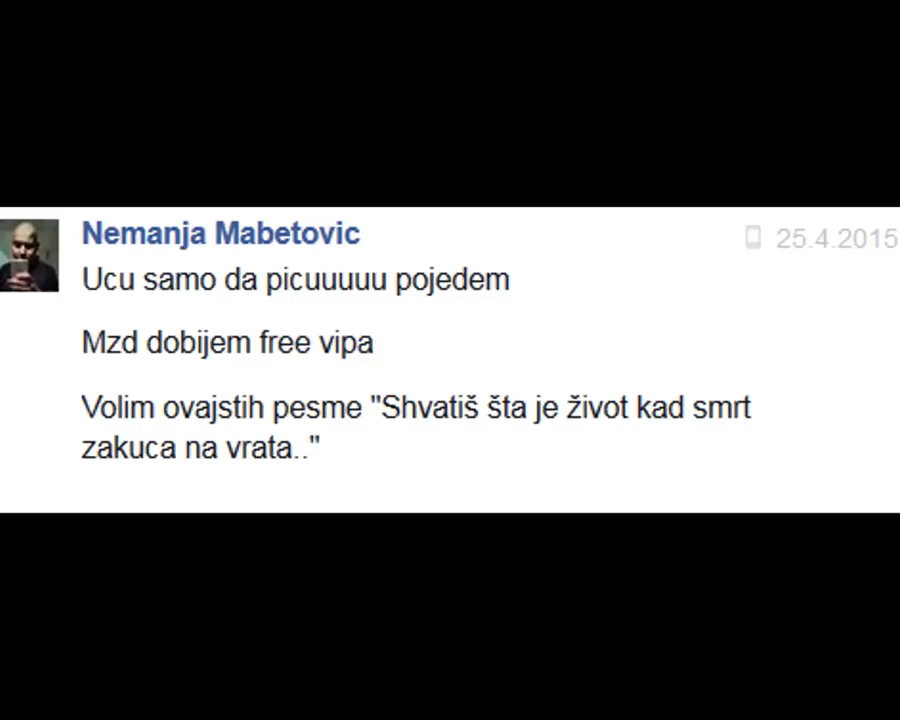 Nemanja Mabetovic
25.4.2015
Ucu samo da picuuuuu pojedem
Mzd dobijem free vipa
Volim ovajstih pesme "Shvatiš šta je život kad smrt
zakuca na vrata.."